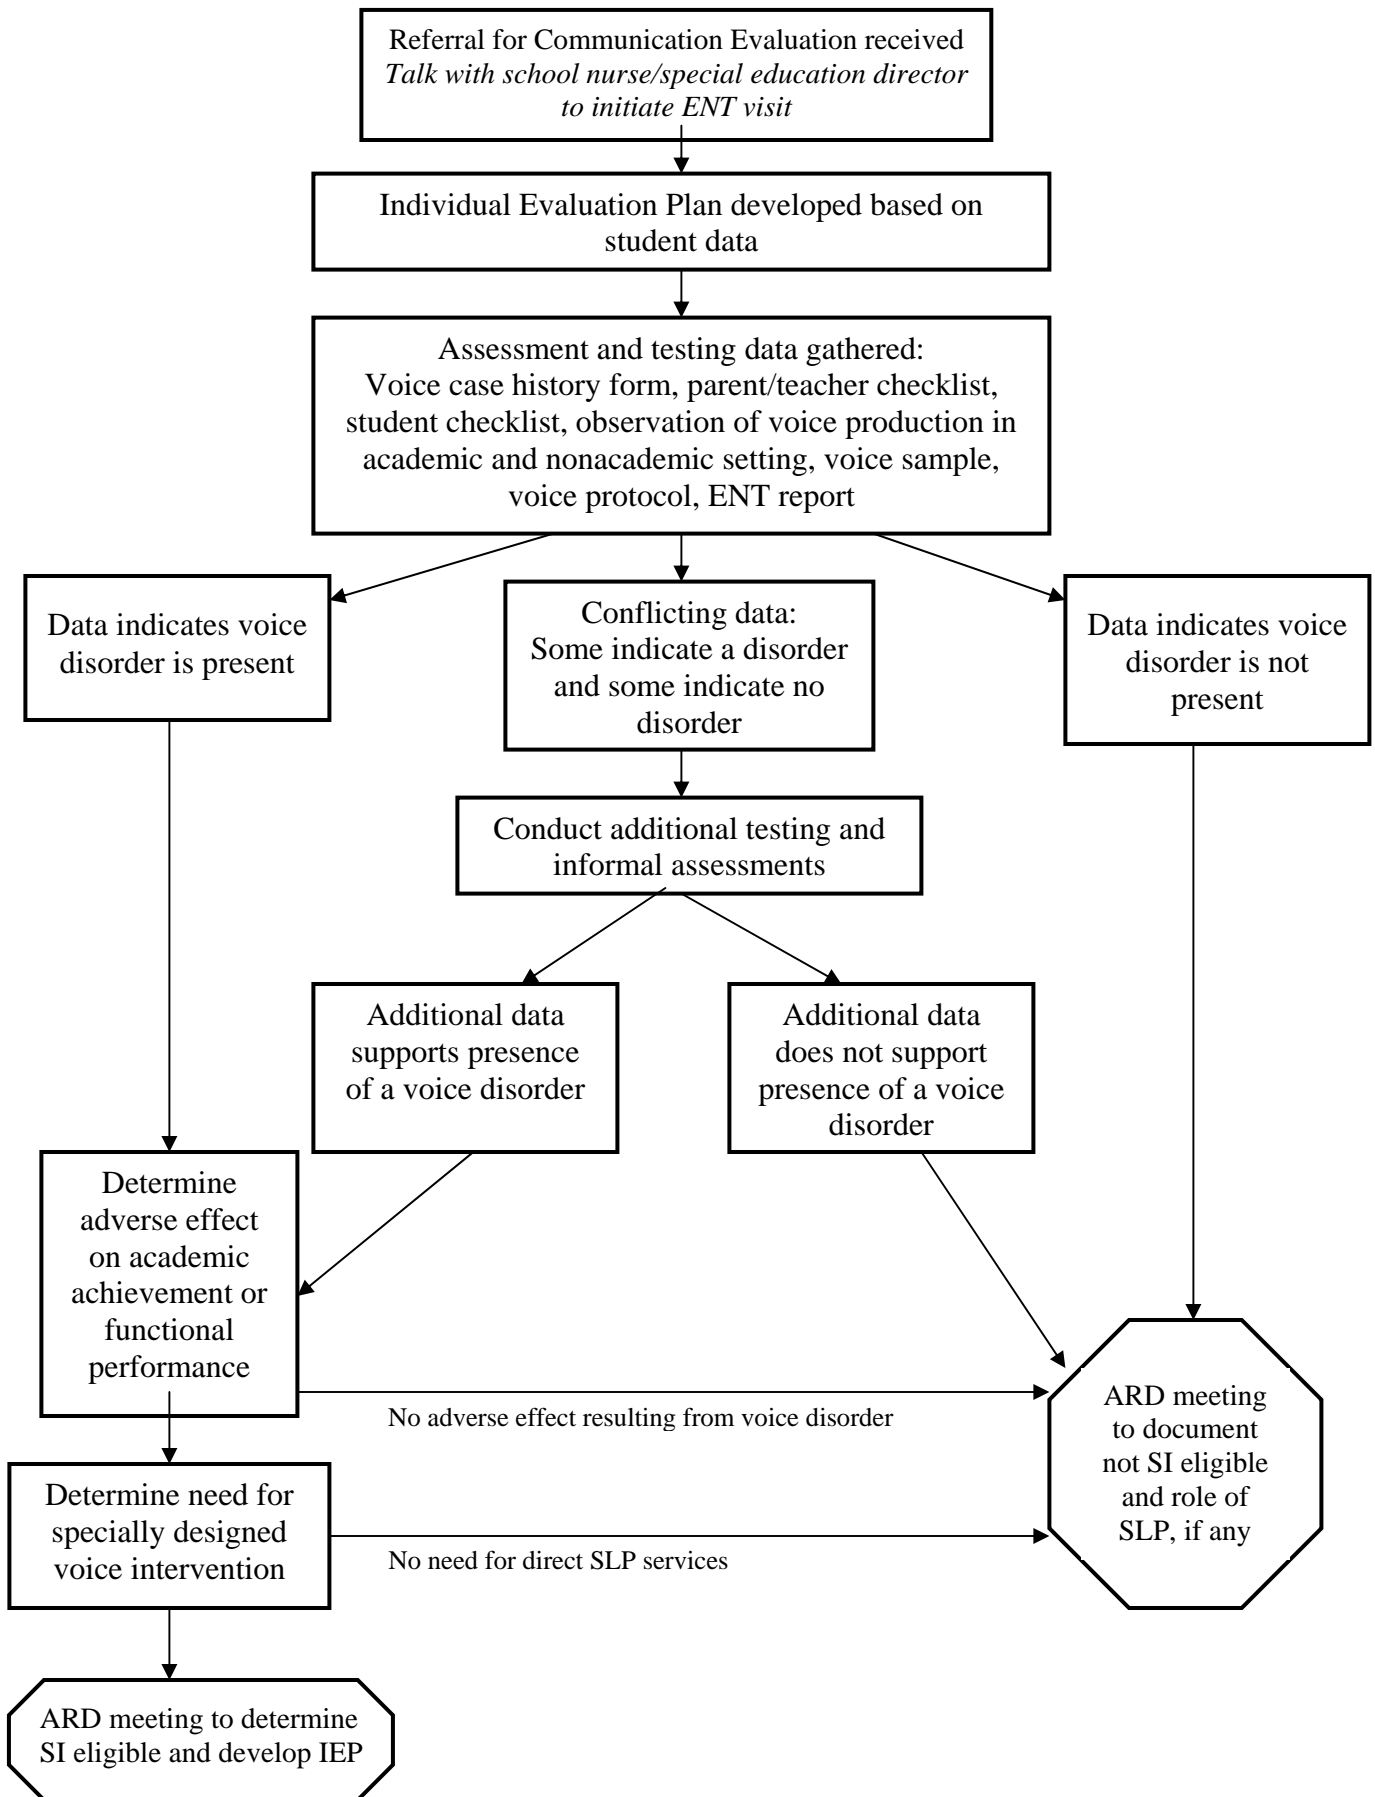 Referral for Communication Evaluation received
Talk with school nurse/special education director
to initiate ENT visit
Individual Evaluation Plan developed based on
student data
Assessment and testing data gathered:
Voice case history form, parent/teacher checklist,
student checklist, observation of voice production in
academic and nonacademic setting, voice sample,
voice protocol, ENT report
Data indicates voice
disorder is present
Conflicting data:
Some indicate a disorder
and some indicate no
disorder
Data indicates voice
disorder is not
present
Conduct additional testing and
informal assessments
Additional data
supports presence
of a voice disorder
Additional data
does not support
presence of a voice
disorder
Determine
adverse effect
on academic
achievement or
functional
performance
No adverse effect resulting from voice disorder
ARD meeting
to document
not SI eligible
and role of
SLP, if any
Determine need for
specially designed
voice intervention
No need for direct SLP services
ARD meeting to determine
SI eligible and develop IEP